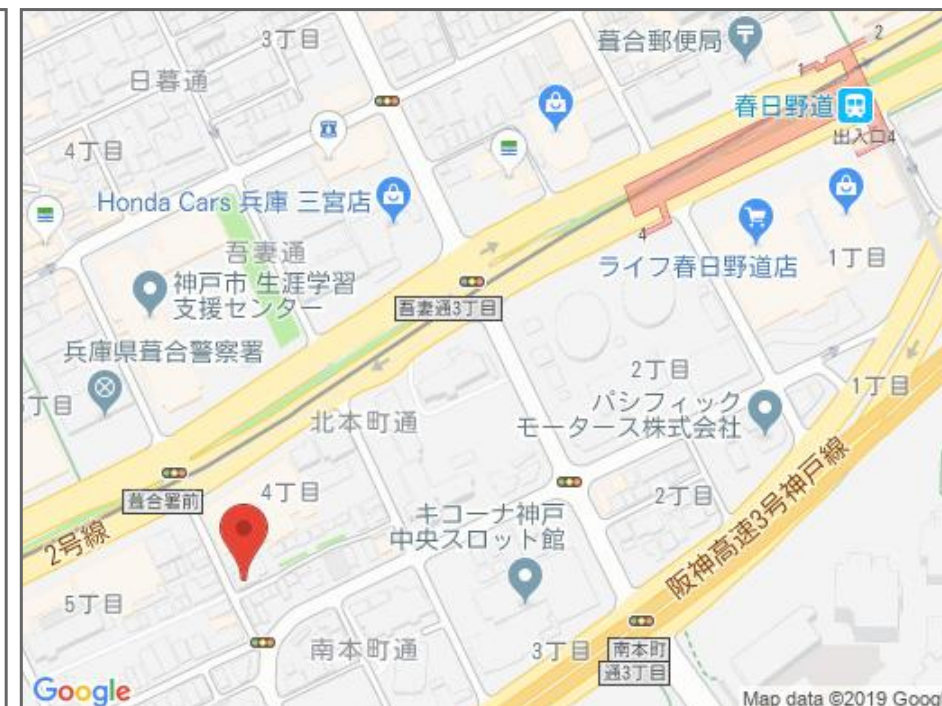 3丁目
葺合郵便局
2
1
日暮通
春日野道
出入口4
4丁目
Honda Cars 兵庫 三宮店
4
吾妻通
ライフ春日野道店
1丁目
神戸市 生涯学習
支援センター
吾妻通3丁目
兵庫県葺合警察署
2丁目
1丁目
丁目
北本町通
パシフィック
モータース株式会社
葺合署前
4丁目
2丁目
キコーナ神戸
中央スロット館
阪神高速3号神戸線
2号線
5丁目
南本町通
3丁目
南本町
通3丁目
Google
Map data ©2019 Goog